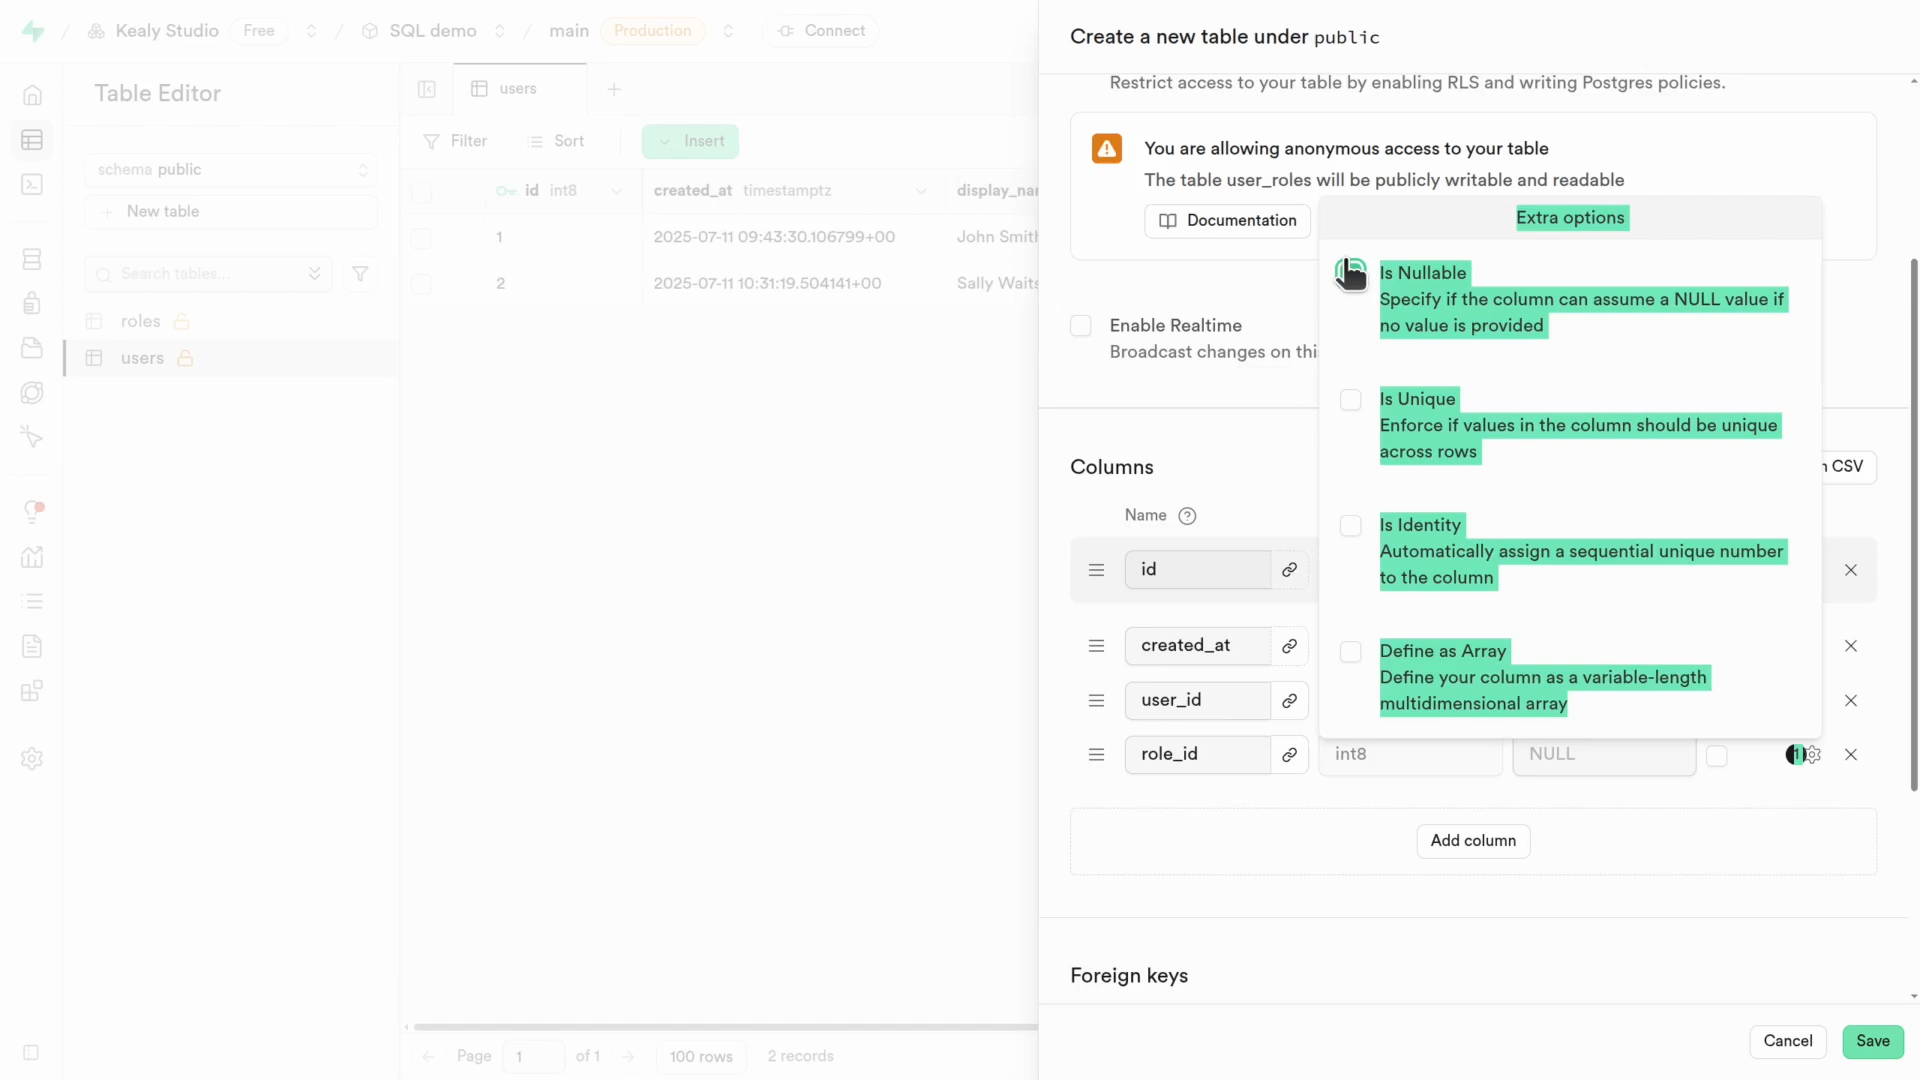 Kealy Studio Free / SQL demo / main Production Connect
Table Editor
schema public
New table
Search tables...
roles
users
users
Filter Sort Insert
id int8 created_at timestamptz display_na
1 2025-07-11 09:43:30.106799+00 John Smith
2 2025-07-11 10:31:19.504141+00 Sally Waits
Page 1 of 1 100 rows 2 records
Create a new table under public
Restrict access to your table by enabling RLS and writing Postgres policies.
You are allowing anonymous access to your table
The table user_roles will be publicly writable and readable
Documentation
Enable Realtime
Broadcast changes on thi
Extra options
Is Nullable
Specify if the column can assume a NULL value if
no value is provided
Is Unique
Enforce if values in the column should be unique
across rows
Is Identity
Automatically assign a sequential unique number
to the column
Define as Array
Define your column as a variable-length
multidimensional array
Columns CSV
Name
id
created_at
user_id
role_id int8 NULL 1
Add column
Foreign keys
Cancel Save